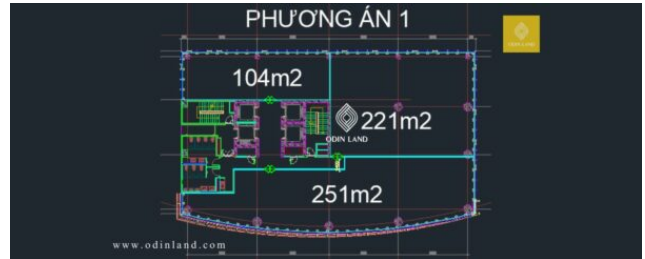 PHƯƠNG ÁN 1
ODIN LAND
104m2
221m2
ODIN LAND
251m2
www.odinland.com